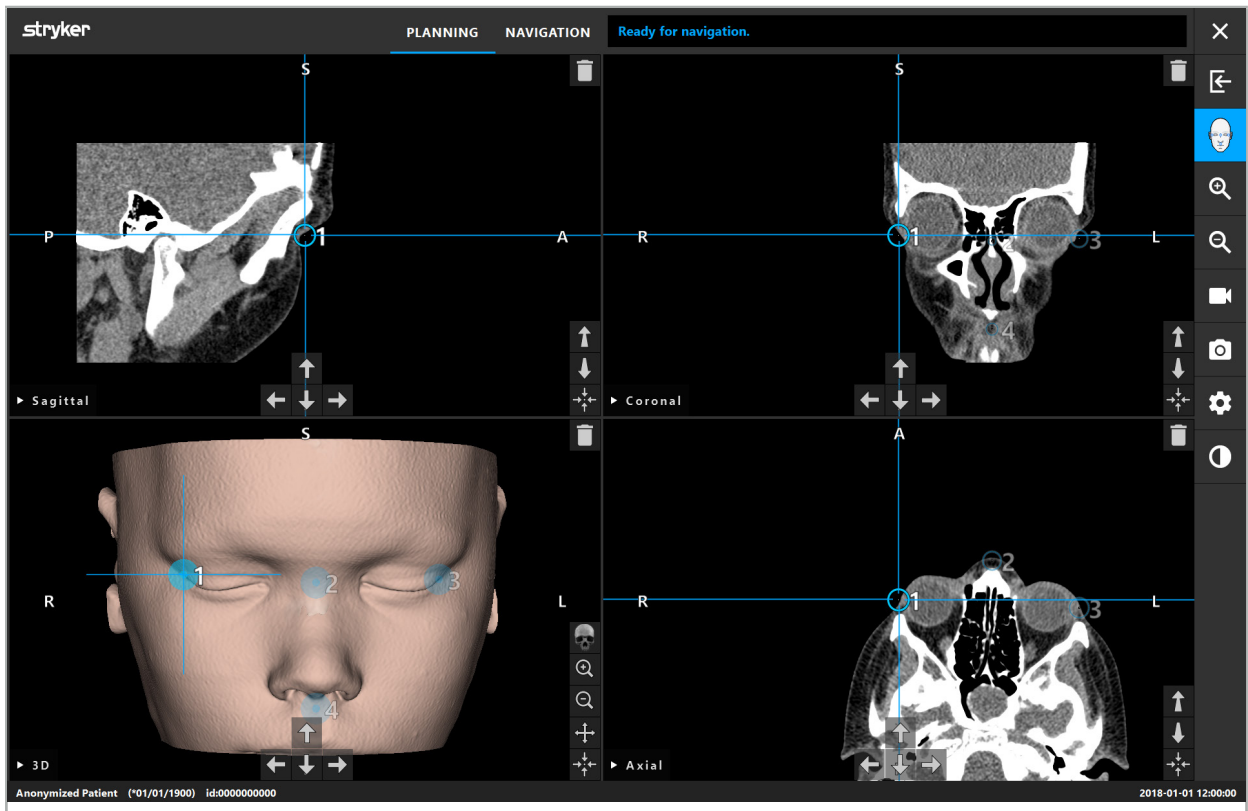 stryker
PLANNING NAVIGATION Ready for navigation.
S S
P 1 A R 1 2 3 L
4
Sagittal Coronal
S A
R 1 2 3 L R 1 2 3 L
4
3D Axial
Anonymized Patient (*01/01/1900) id:0000000000 2018-01-01 12:00:00